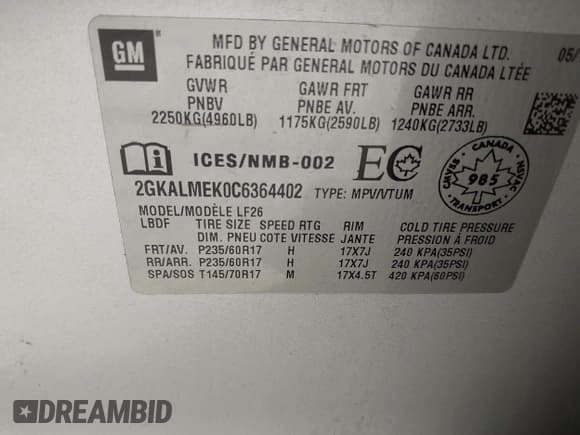 GM
MFD BY GENERAL MOTORS OF CANADA LTD. 05/
FABRIQUÉ PAR GENERAL MOTORS DU CANADA LTÉE
GVWR GAWR FRT GAWR RR
PNBV PNBE AV. PNBE ARR.
2250KG(4960LB) 1175KG(2590LB) 1240KG(2733LB)
ICES/NMB-002 EC
CANADA CMVSS NSVAC 985 TRANSPORT
2GKALMEK0C6364402 TYPE: MPV/VTUM
MODEL/MODÈLE LF26
LBDF TIRE SIZE SPEED RTG RIM COLD TIRE PRESSURE
DIM. PNEU COTE VITESSE JANTE PRESSION À FROID
FRT/AV. P235/60R17 H 17X7J 240 KPA(35PSI)
RR/ARR. P235/60R17 H 17X7J 240 KPA(35PSI)
SPA/SOS T145/70R17 M 17X4.5T 420 KPA(60PSI)
DREAMBID